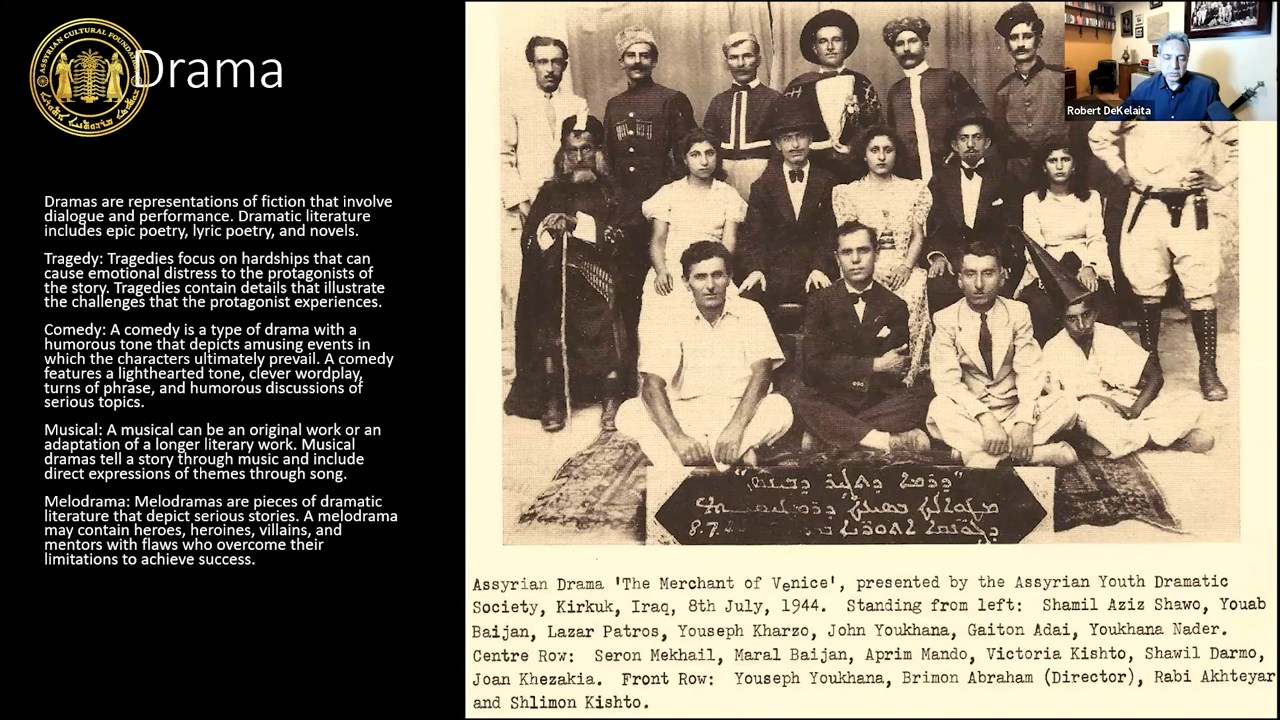 Drama
Dramas are representations of fiction that involve
dialogue and performance. Dramatic literature
includes epic poetry, lyric poetry, and novels.
Tragedy: Tragedies focus on hardships that can
cause emotional distress to the protagonists of
the story. Tragedies contain details that illustrate
the challenges that the protagonist experiences.
Comedy: A comedy is a type of drama with a
humorous tone that depicts amusing events in
which the characters ultimately prevail. A comedy
features a lighthearted tone, clever wordplay,
turns of phrase, and humorous discussions of
serious topics.
Musical: A musical can be an original work or an
adaptation of a longer literary work. Musical
dramas tell a story through music and include
direct expressions of themes through song.
Melodrama: Melodramas are pieces of dramatic
literature that depict serious stories. A melodrama
may contain heroes, heroines, villains, and
mentors with flaws who overcome their
limitations to achieve success.
Robert DeKelaita
Assyrian Drama 'The Merchant of Venice', presented by the Assyrian Youth Dramatic
Society, Kirkuk, Iraq, 8th July, 1944. Standing from left: Shamil Aziz Shawo, Youab
Baijan, Lazar Patros, Youseph Kharzo, John Youkhana, Gaiton Adai, Youkhana Nader.
Centre Row: Seron Mekhail, Maral Baijan, Aprim Mando, Victoria Kishto, Shawil Darmo,
Joan Khezakia. Front Row: Youseph Youkhana, Brimon Abraham (Director), Rabi Akhteyar
and Shlimon Kishto.